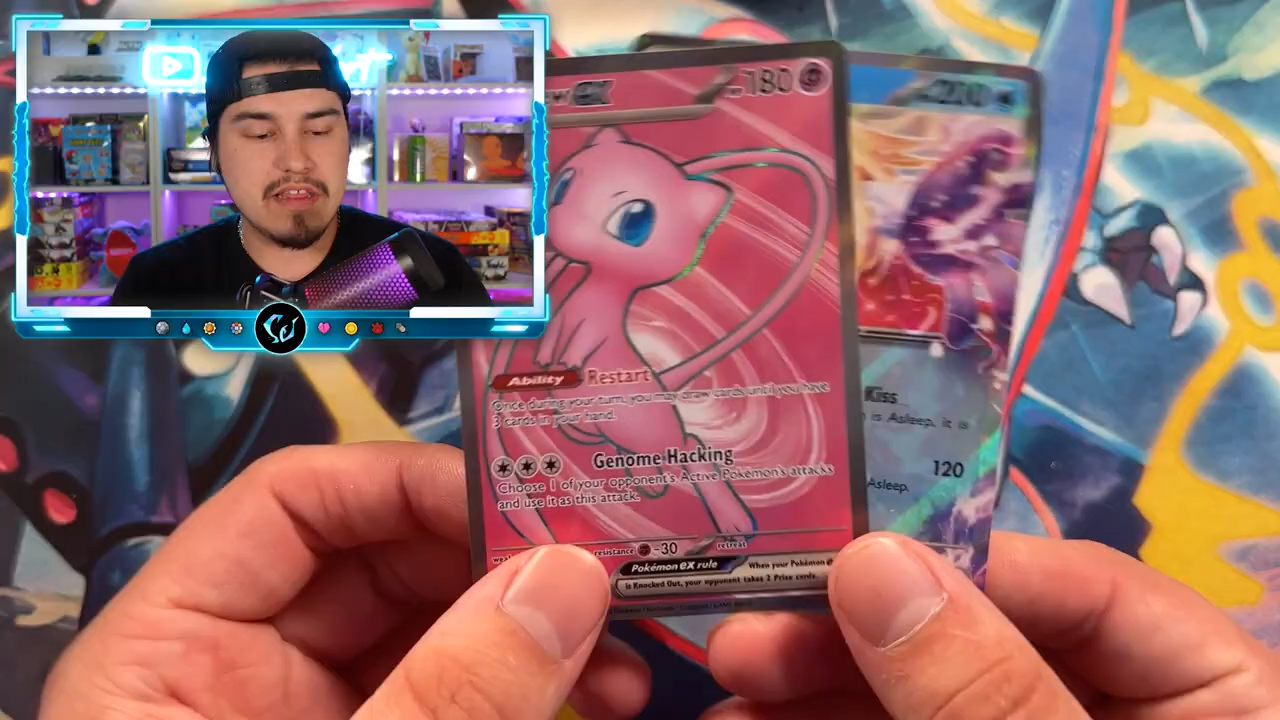 ex 180
Ability Restart
Once during your turn, you may draw cards until you have
3 cards in your hand.
Genome Hacking
Choose 1 of your opponent's Active Pokémon's attacks
and use it as this attack.
resistance -30 retreat
Pokémon ex rule When your Pokémon
is Knocked Out, your opponent takes 2 Prize cards.
Kiss
is Asleep, it is
120
Asleep.